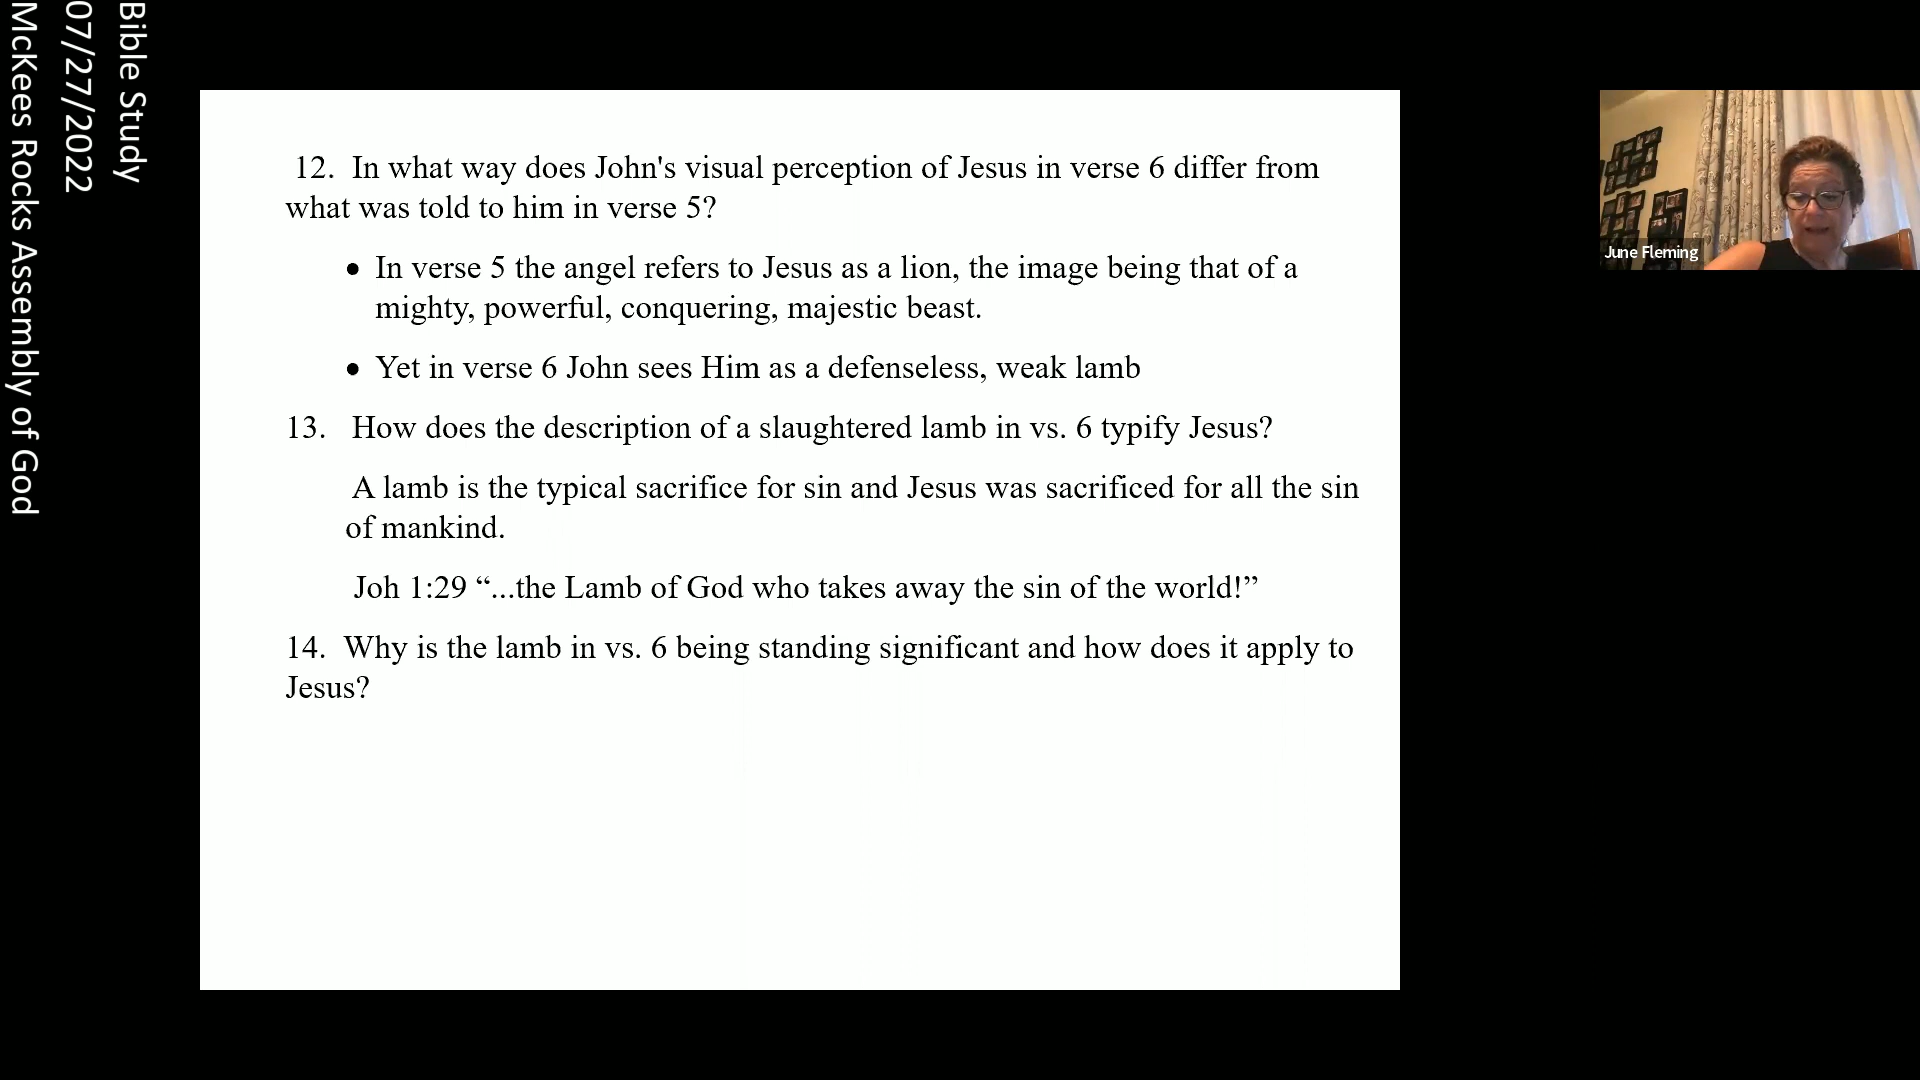 Bible Study
07/27/2022
McKees Rocks Assembly of God
12. In what way does John's visual perception of Jesus in verse 6 differ from
what was told to him in verse 5?
• In verse 5 the angel refers to Jesus as a lion, the image being that of a
mighty, powerful, conquering, majestic beast.
• Yet in verse 6 John sees Him as a defenseless, weak lamb
13. How does the description of a slaughtered lamb in vs. 6 typify Jesus?
A lamb is the typical sacrifice for sin and Jesus was sacrificed for all the sin
of mankind.
Joh 1:29 “...the Lamb of God who takes away the sin of the world!”
14. Why is the lamb in vs. 6 being standing significant and how does it apply to
Jesus?
June Fleming